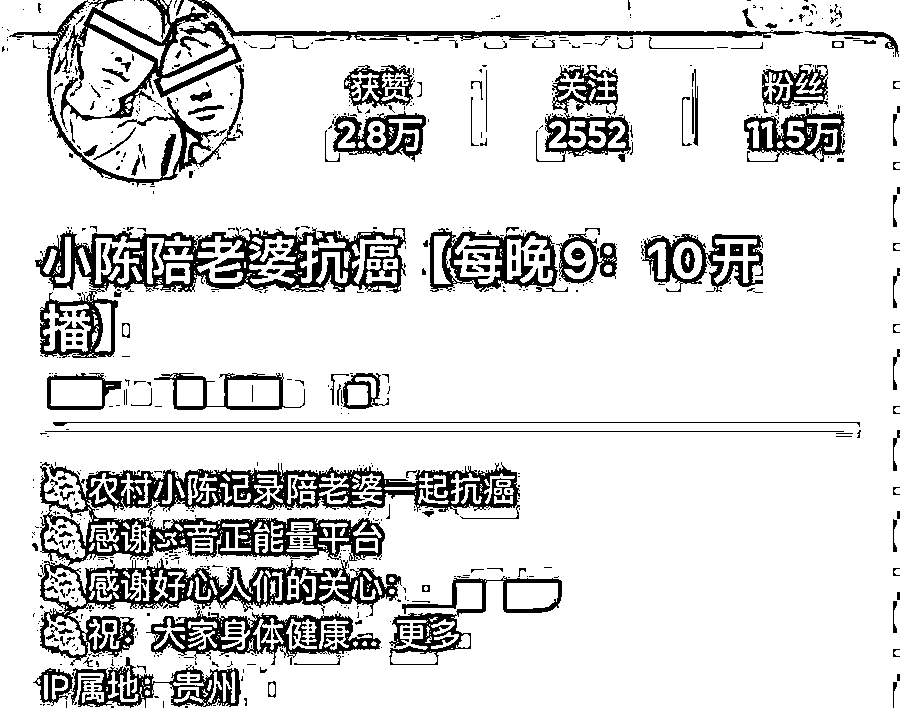 获赞 关注 粉丝
2.8万 2552 11.5万
小陈陪老婆抗癌【每晚9：10开
播】
农村小陈记录陪老婆一起抗癌
感谢音正能量平台
感谢好心人们的关心：
祝：大家身体健康... 更多
IP属地：贵州